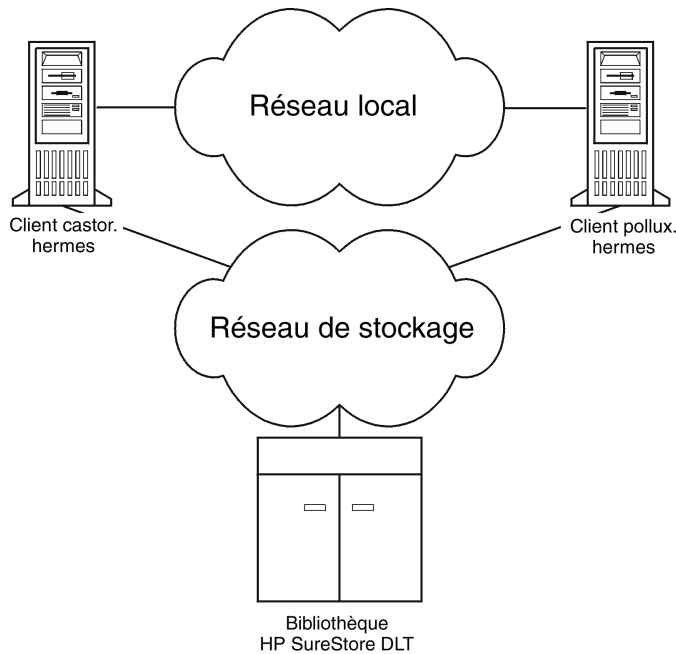 Réseau local
Client castor.
hermes
Client pollux.
hermes
Réseau de stockage
Bibliothèque
HP SureStore DLT